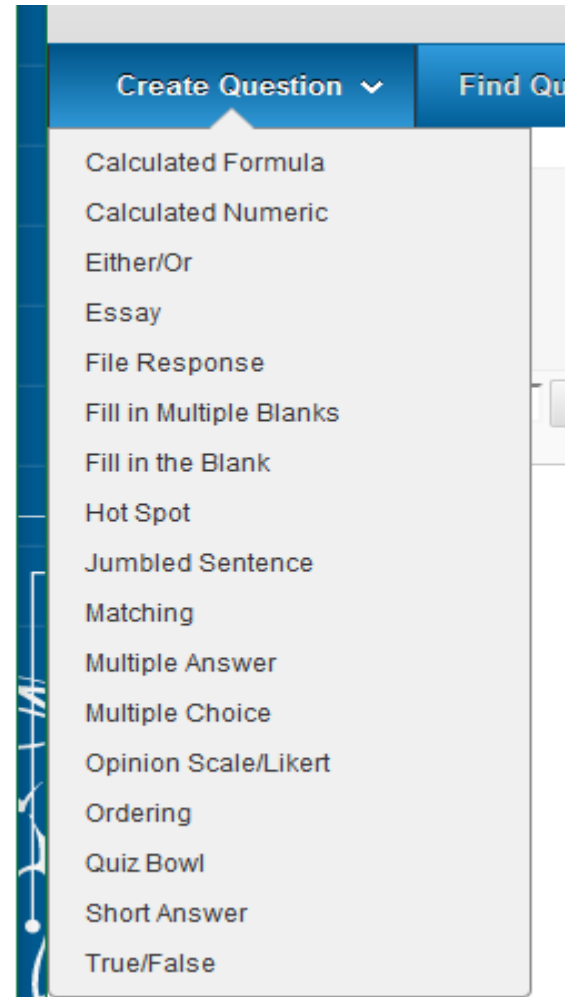 Create Question
Find Qu
Calculated Formula
Calculated Numeric
Either/Or
Essay
File Response
Fill in Multiple Blanks
Fill in the Blank
Hot Spot
Jumbled Sentence
Matching
Multiple Answer
Multiple Choice
Opinion Scale/Likert
Ordering
Quiz Bowl
Short Answer
True/False